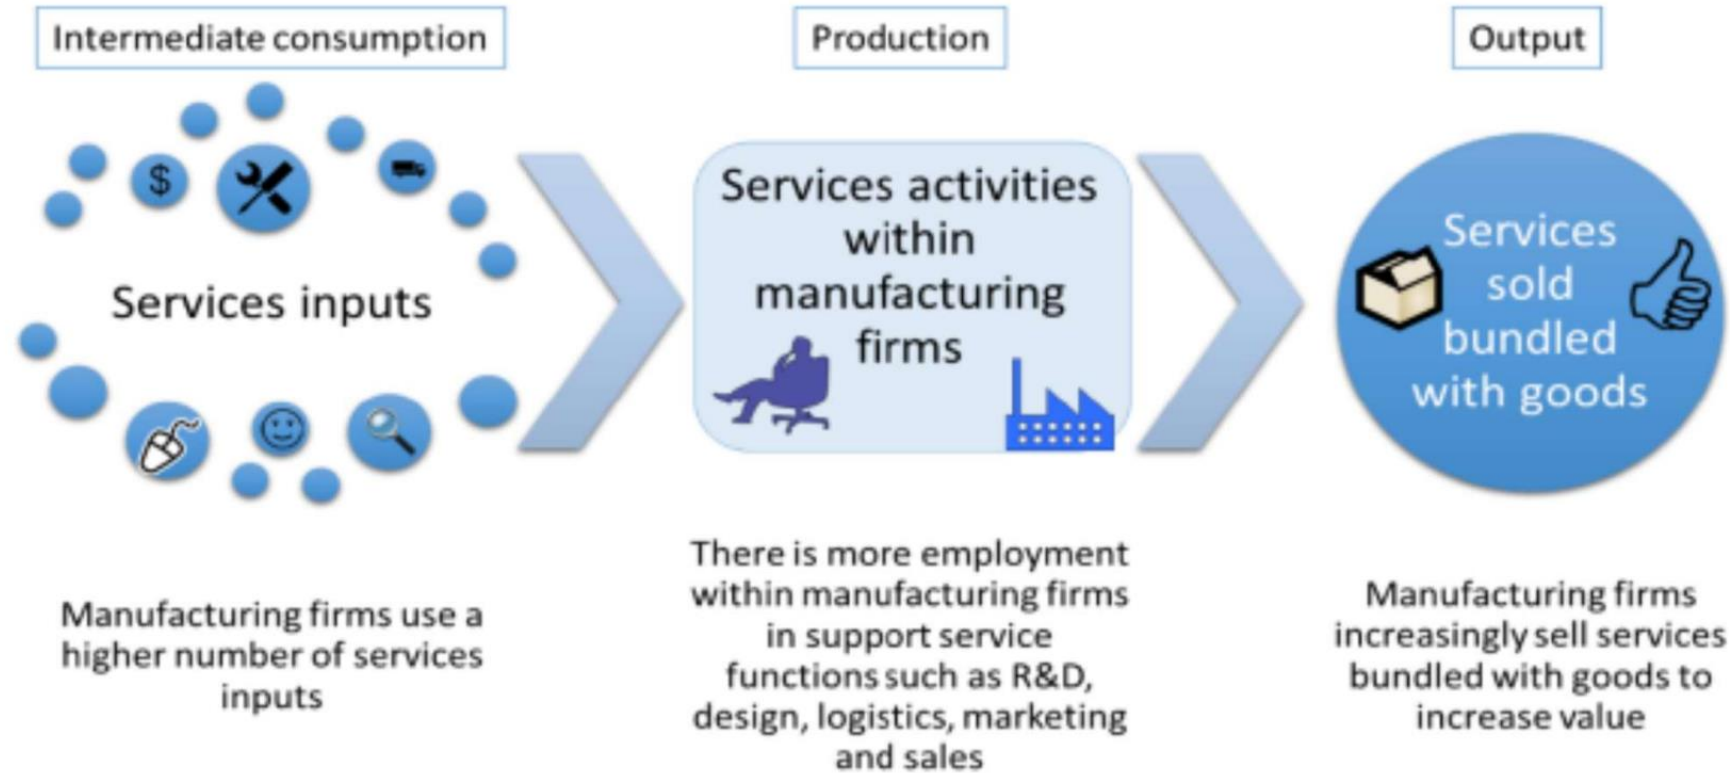 Intermediate consumption
Production
Output
$
Services inputs
Services activities
within
manufacturing
firms
Services
sold
bundled
with goods
Manufacturing firms use a
higher number of services
inputs
There is more employment
within manufacturing firms
in support service
functions such as R&D,
design, logistics, marketing
and sales
Manufacturing firms
increasingly sell services
bundled with goods to
increase value